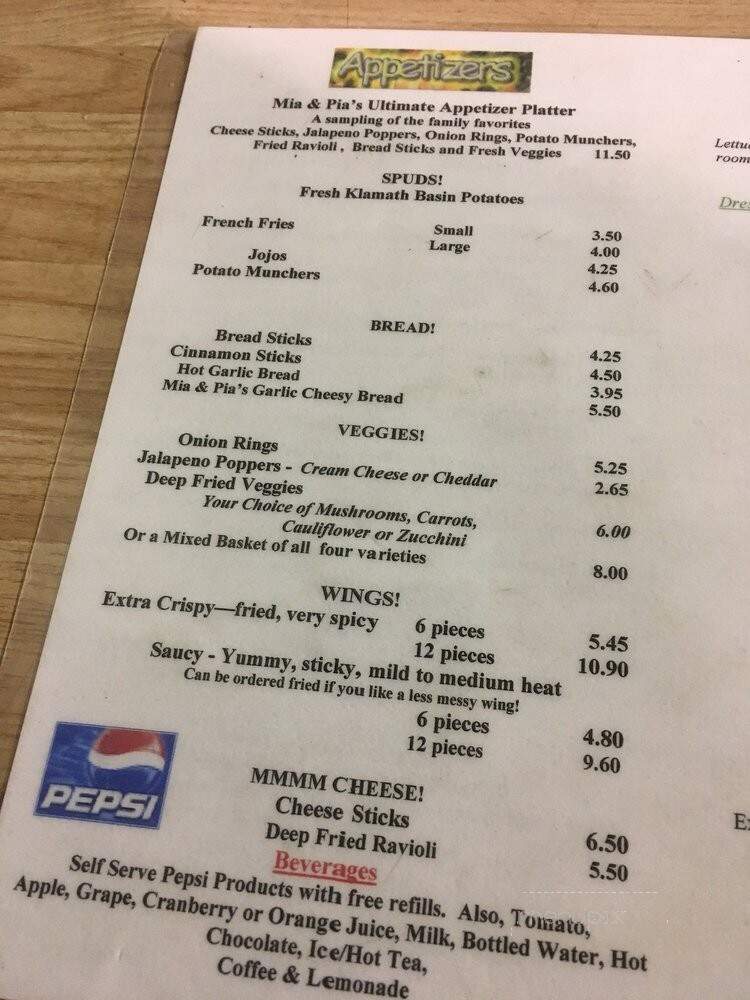 Appetizers
Mia & Pia's Ultimate Appetizer Platter
A sampling of the family favorites
Cheese Sticks, Jalapeno Poppers, Onion Rings, Potato Munchers,
Fried Ravioli , Bread Sticks and Fresh Veggies 11.50
SPUDS!
Fresh Klamath Basin Potatoes
French Fries Small 3.50
Large 4.00
Jojos 4.25
Potato Munchers 4.60
BREAD!
Bread Sticks 4.25
Cinnamon Sticks 4.50
Hot Garlic Bread 3.95
Mia & Pia's Garlic Cheesy Bread 5.50
VEGGIES!
Onion Rings 5.25
Jalapeno Poppers - Cream Cheese or Cheddar 2.65
Deep Fried Veggies
Your Choice of Mushrooms, Carrots,
Cauliflower or Zucchini 6.00
Or a Mixed Basket of all four varieties 8.00
WINGS!
Extra Crispy—fried, very spicy 6 pieces 5.45
12 pieces 10.90
Saucy - Yummy, sticky, mild to medium heat
Can be ordered fried if you like a less messy wing!
6 pieces 4.80
12 pieces 9.60
PEPSI
MMMM CHEESE!
Cheese Sticks 6.50
Deep Fried Ravioli 5.50
Beverages
Self Serve Pepsi Products with free refills. Also, Tomato,
Apple, Grape, Cranberry or Orange Juice, Milk, Bottled Water, Hot
Chocolate, Ice/Hot Tea,
Coffee & Lemonade